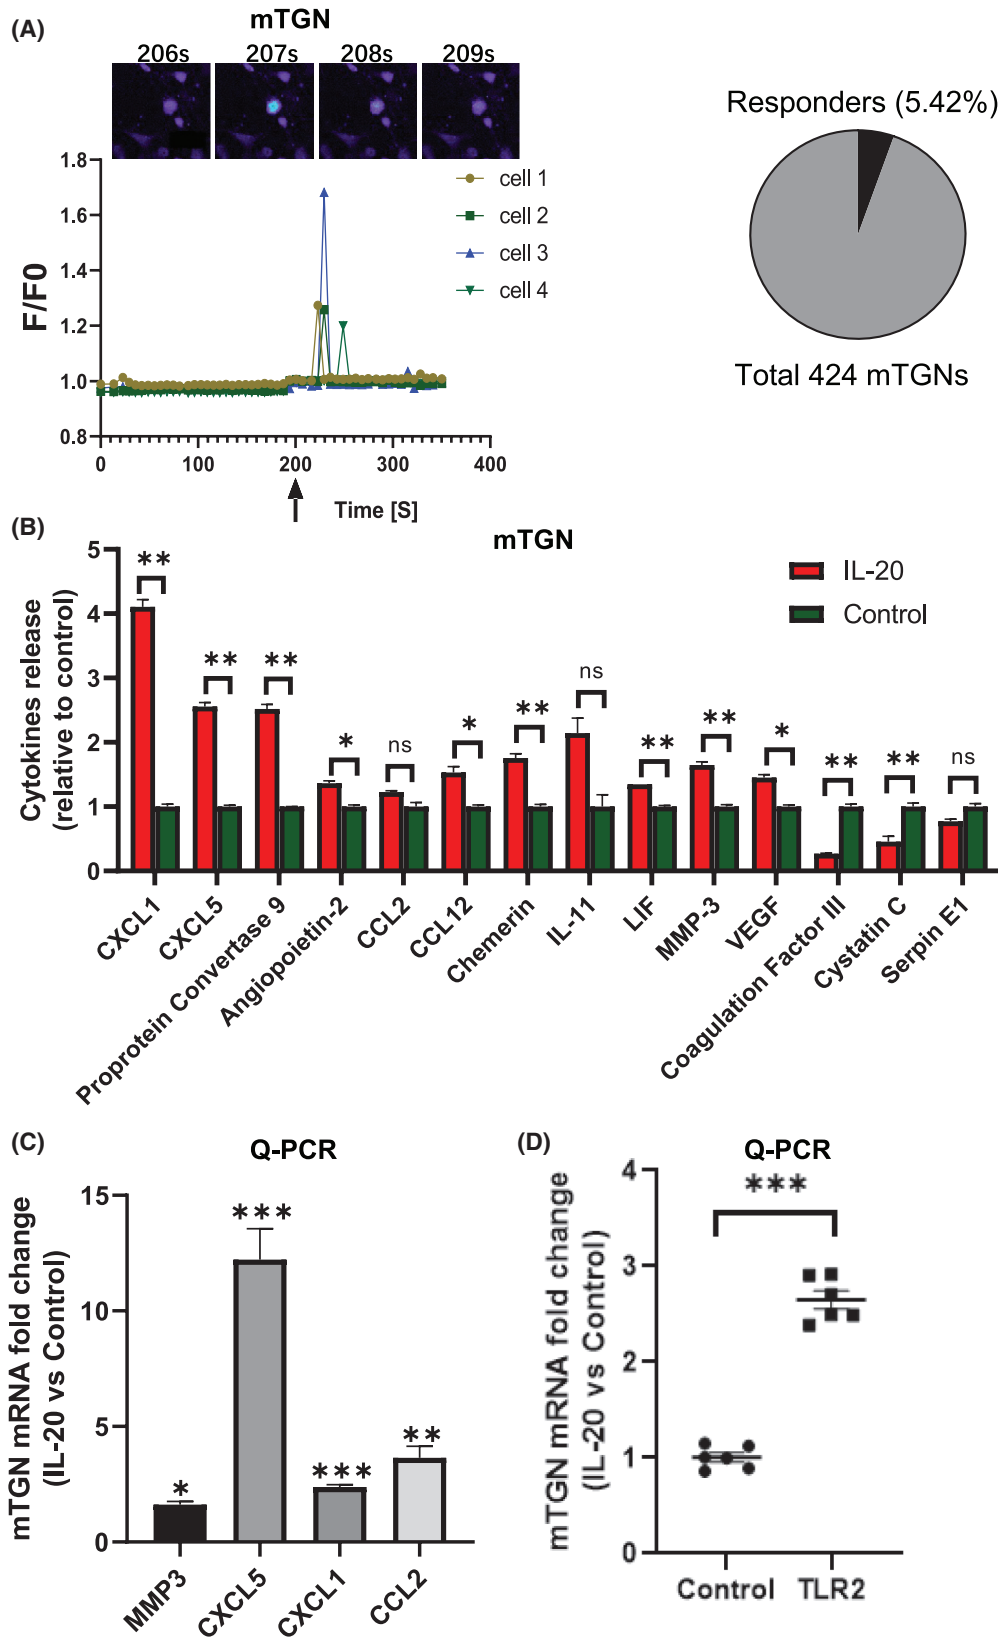 (A)
mTGN
206s 207s 208s 209s
Responders (5.42%)
Total 424 mTGNs
1.8
1.6
1.4
1.2
1.0
0.8
F/F0
cell 1
cell 2
cell 3
cell 4
0 100 200 300 400
Time [S]
(B)
mTGN
IL-20
Control
Cytokines release
(relative to control)
5
4
3
2
1
0
** ** ** * ns * ** ns ** ** * ** ** ns
CXCL1
CXCL5
Proprotein Convertase 9
Angiopoietin-2
CCL2
CCL12
Chemerin
IL-11
LIF
MMP-3
VEGF
Coagulation Factor III
Cystatin C
Serpin E1
(C)
Q-PCR
mTGN mRNA fold change
(IL-20 vs Control)
15
10
5
0
* *** *** **
MMP3
CXCL5
CXCL1
CCL2
(D)
Q-PCR
mTGN mRNA fold change
(IL-20 vs Control)
4
3
2
1
0
***
Control TLR2